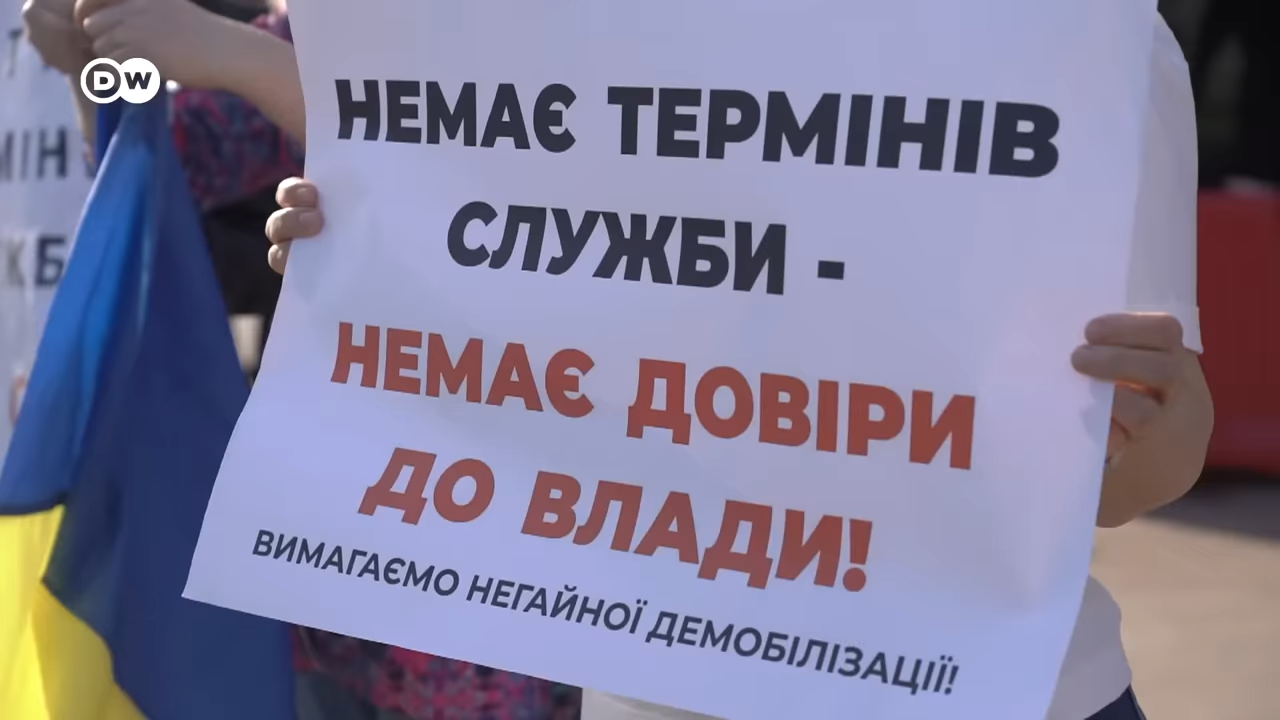 DW
НЕМАЄ ТЕРМІНІВ
СЛУЖБИ -
НЕМАЄ ДОВІРИ
ДО ВЛАДИ!
ВИМАГАЄМО НЕГАЙНОЇ ДЕМОБІЛІЗАЦІЇ!